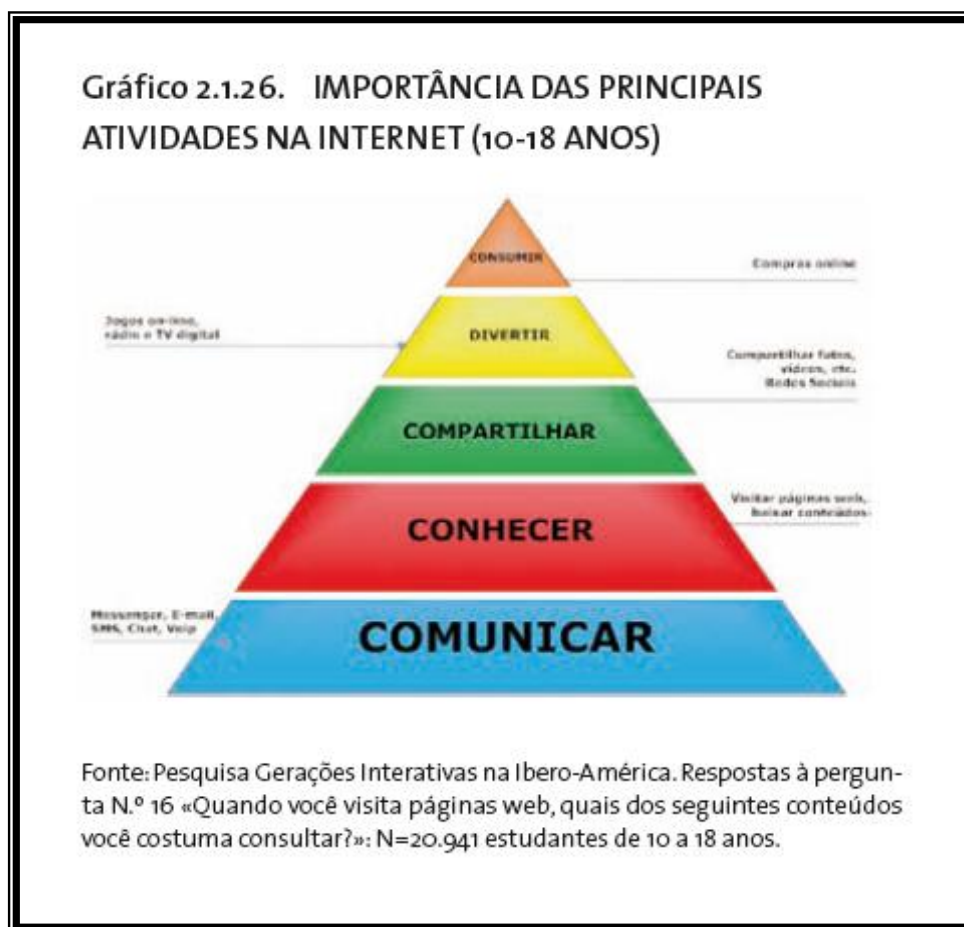 Gráfico 2.1.26. IMPORTÂNCIA DAS PRINCIPAIS
ATIVIDADES NA INTERNET (10-18 ANOS)
CONSUMIR
Compras online
Jogos on-line,
rádio e TV digital
DIVERTIR
Compartilhar fotos,
vídeos, etc.
Redes Sociais
COMPARTILHAR
Visitar páginas web,
baixar conteúdos
CONHECER
Messenger, E-mail,
SMS, Chat, Voip
COMUNICAR
Fonte: Pesquisa Gerações Interativas na Ibero-América. Respostas à pergun-
ta N.º 16 «Quando você visita páginas web, quais dos seguintes conteúdos
você costuma consultar?»: N=20.941 estudantes de 10 a 18 anos.